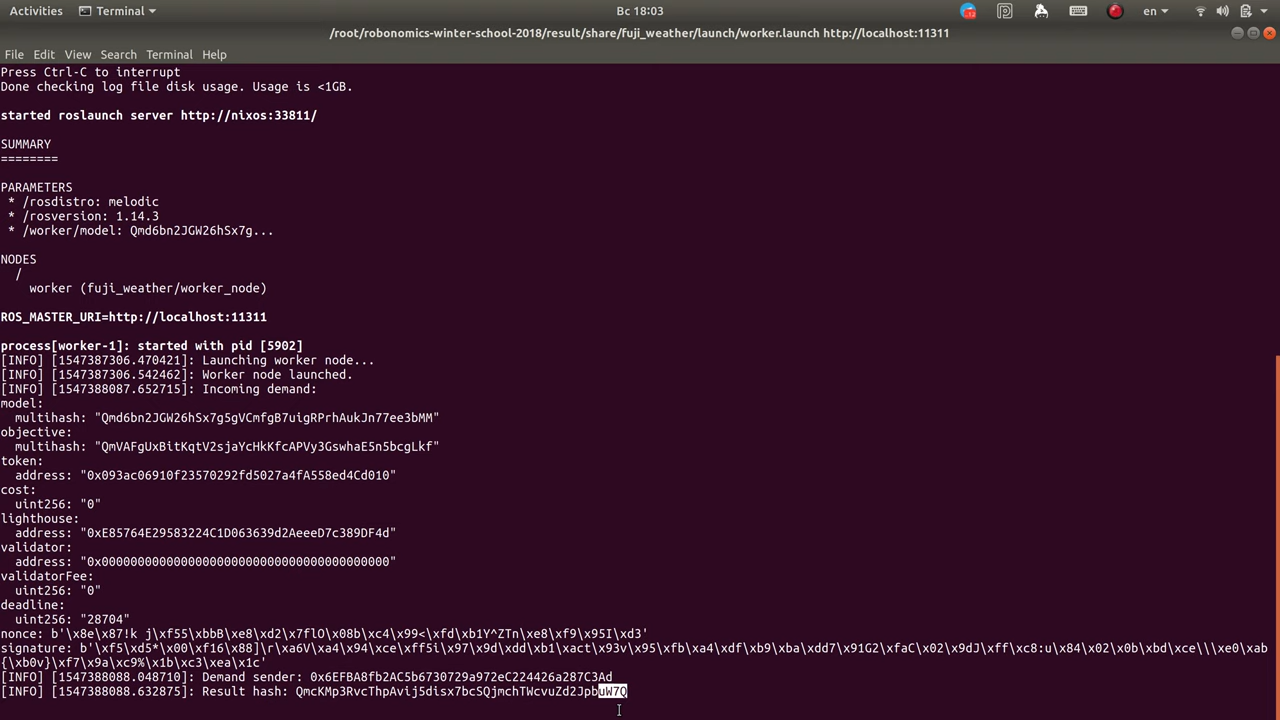 Activities Terminal Вс 18:03 en
/root/robonomics-winter-school-2018/result/share/fuji_weather/launch/worker.launch http://localhost:11311
File Edit View Search Terminal Help
Press Ctrl-C to interrupt
Done checking log file disk usage. Usage is <1GB.
started roslaunch server http://nixos:33811/
SUMMARY
========
PARAMETERS
* /rosdistro: melodic
* /rosversion: 1.14.3
* /worker/model: Qmd6bn2JGW26hSx7g...
NODES
/
worker (fuji_weather/worker_node)
ROS_MASTER_URI=http://localhost:11311
process[worker-1]: started with pid [5902]
[INFO] [1547387306.470421]: Launching worker node...
[INFO] [1547387306.542462]: Worker node launched.
[INFO] [1547388087.652715]: Incoming demand:
model:
multihash: "Qmd6bn2JGW26hSx7g5gVCmfgB7uigRPrhAukJn77ee3bMM"
objective:
multihash: "QmVAFgUxBitKqtV2sjaYcHkKfcAPVy3GswhaE5n5bcgLkf"
token:
address: "0x093ac06910f23570292fd5027a4fA558ed4Cd010"
cost:
uint256: "0"
lighthouse:
address: "0xE85764E29583224C1D063639d2AeeeD7c389DF4d"
validator:
address: "0x0000000000000000000000000000000000000000"
validatorFee:
uint256: "0"
deadline:
uint256: "28704"
nonce: b'\x8e\x87!k j\xf55\xbbB\xe8\xd2\x7flO\x08b\xc4\x99<\xfd\xb1Y^ZTn\xe8\xf9\x95I\xd3'
signature: b'\xf5\xd5*\x00\xf16\x88]\r\xa6V\xa4\x94\xce\xff5i\x97\x9d\xdd\xb1\xact\x93v\x95\xfb\xa4\xdf\xb9\xba\xdd7\x91G2\xfaC\x02\x9dJ\xff\xc8:u\x84\x02\x0b\xbd\xce\\\xe0\xab
{\xb0v}\xf7\x9a\xc9%\x1b\xc3\xea\x1c'
[INFO] [1547388088.048710]: Demand sender: 0x6EFBA8fb2AC5b6730729a972eC224426a287C3Ad
[INFO] [1547388088.632875]: Result hash: QmcKMp3RvcThpAvij5disx7bcSQjmchTWcvuZd2JpbuW7Q